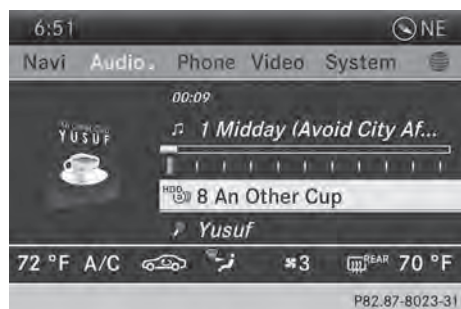 6:51 NE
Navi Audio Phone Video System
00:09
1 Midday (Avoid City Af...
YUSUF
HDD 8 An Other Cup
Yusuf
72 °F A/C 3 REAR 70 °F
P82.87-8023-31